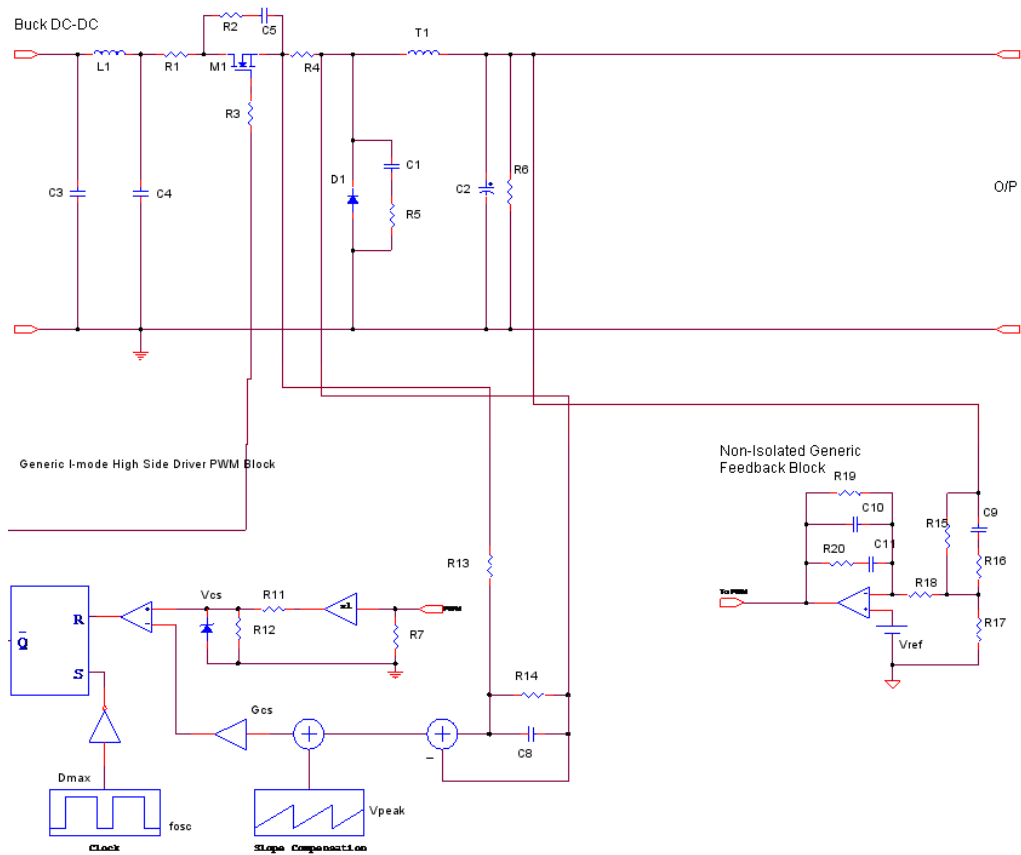 Buck DC-DC
R2
C5
T1
L1
R1
M1
R4
R3
C3
C4
D1
C1
R5
C2
R6
O/P
Generic I-mode High Side Driver PWM Block
Non-Isolated Generic
Feedback Block
R19
C10
C9
R15
R20
C11
R16
R13
R18
To PWM
R17
Vref
Vcs
R11
x1
PWM
R
R12
R7
Q
S
R14
Gcs
C8
Dmax
fosc
Vpeak
Clock
Slope Compensation
+
-
-
+
+
+
-